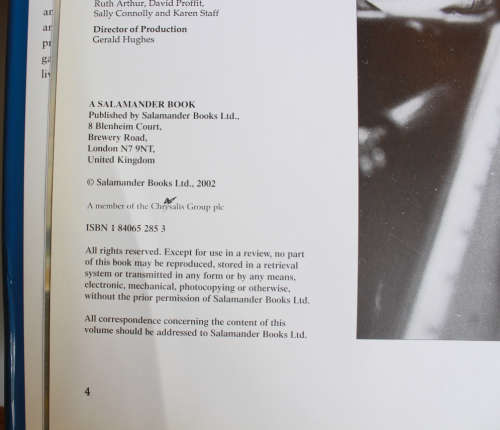 Ruth Arthur, David Proffit,
Sally Connolly and Karen Staff
Director of Production
Gerald Hughes
A SALAMANDER BOOK
Published by Salamander Books Ltd.,
8 Blenheim Court,
Brewery Road,
London N7 9NT,
United Kingdom
© Salamander Books Ltd., 2002
A member of the Chrysalis Group plc
ISBN 1 84065 285 3
All rights reserved. Except for use in a review, no part
of this book may be reproduced, stored in a retrieval
system or transmitted in any form or by any means,
electronic, mechanical, photocopying or otherwise,
without the prior permission of Salamander Books Ltd.
All correspondence concerning the content of this
volume should be addressed to Salamander Books Ltd.
4